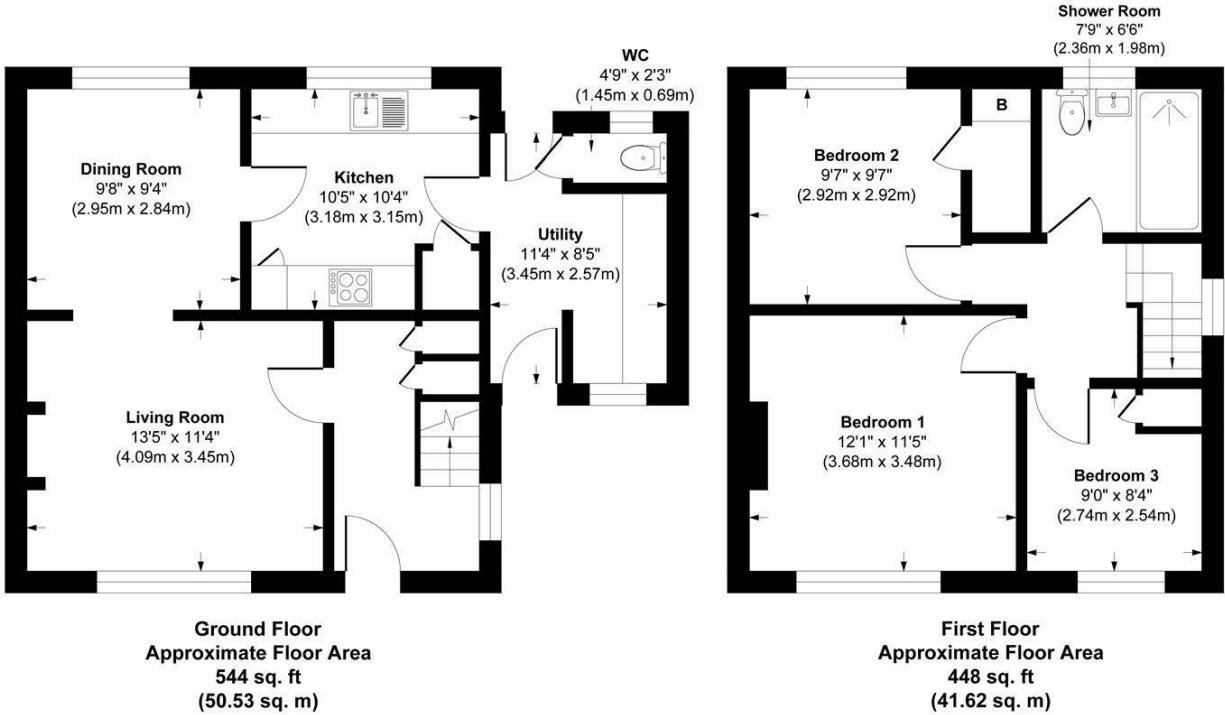 Shower Room
7'9" x 6'6"
(2.36m x 1.98m)
WC
4'9" x 2'3"
(1.45m x 0.69m)
B
Dining Room
9'8" x 9'4"
(2.95m x 2.84m)
Kitchen
10'5" x 10'4"
(3.18m x 3.15m)
Bedroom 2
9'7" x 9'7"
(2.92m x 2.92m)
Utility
11'4" x 8'5"
(3.45m x 2.57m)
Living Room
13'5" x 11'4"
(4.09m x 3.45m)
Bedroom 1
12'1" x 11'5"
(3.68m x 3.48m)
Bedroom 3
9'0" x 8'4"
(2.74m x 2.54m)
Ground Floor
Approximate Floor Area
544 sq. ft
(50.53 sq. m)
First Floor
Approximate Floor Area
448 sq. ft
(41.62 sq. m)